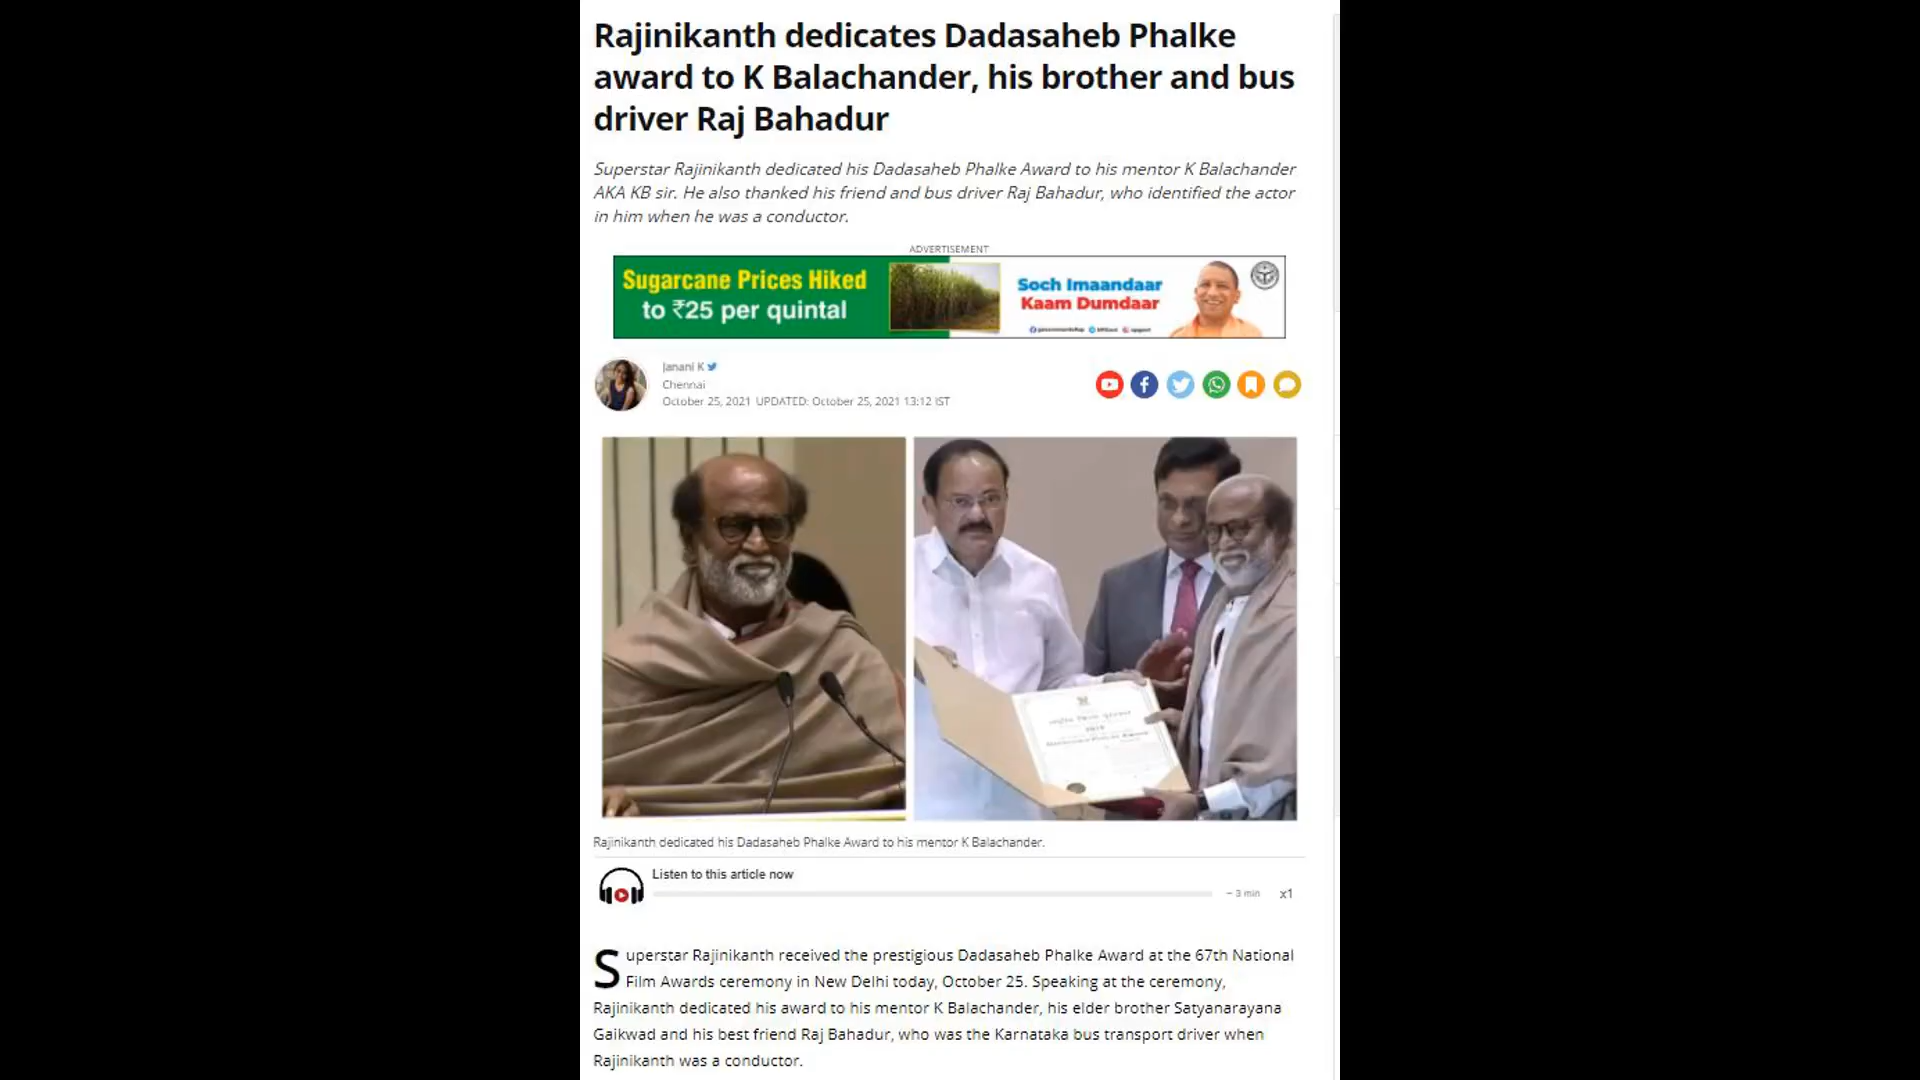 Rajinikanth dedicates Dadasaheb Phalke
award to K Balachander, his brother and bus
driver Raj Bahadur
Superstar Rajinikanth dedicated his Dadasaheb Phalke Award to his mentor K Balachander
AKA KB sir. He also thanked his friend and bus driver Raj Bahadur, who identified the actor
in him when he was a conductor.
ADVERTISEMENT
Sugarcane Prices Hiked
to ₹25 per quintal
Soch Imaandaar
Kaam Dumdaar
Janani K
Chennai
October 25, 2021 UPDATED: October 25, 2021 13:12 IST
Rajinikanth dedicated his Dadasaheb Phalke Award to his mentor K Balachander.
Listen to this article now
~ 3 min x1
Superstar Rajinikanth received the prestigious Dadasaheb Phalke Award at the 67th National
Film Awards ceremony in New Delhi today, October 25. Speaking at the ceremony,
Rajinikanth dedicated his award to his mentor K Balachander, his elder brother Satyanarayana
Gaikwad and his best friend Raj Bahadur, who was the Karnataka bus transport driver when
Rajinikanth was a conductor.